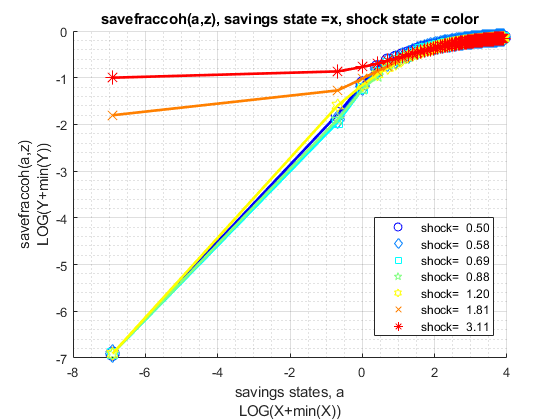 savefraccoh(a,z), savings state =x, shock state = color
0
-1
-2
-3
-4
-5
-6
-7
savefraccoh(a,z)
LOG(Y+min(Y))
shock= 0.50
shock= 0.58
shock= 0.69
shock= 0.88
shock= 1.20
shock= 1.81
shock= 3.11
-8
-6
-4
-2
0
2
4
savings states, a
LOG(X+min(X))